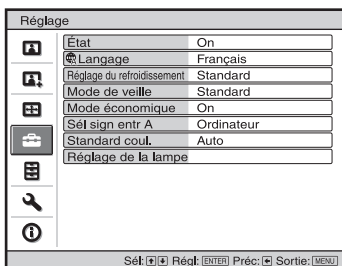 Réglage
État On
Langage Français
Réglage du refroidissement Standard
Mode de veille Standard
Mode économique On
Sél sign entr A Ordinateur
Standard coul. Auto
Réglage de la lampe
Sél: Régl: ENTER Préc: Sortie: MENU